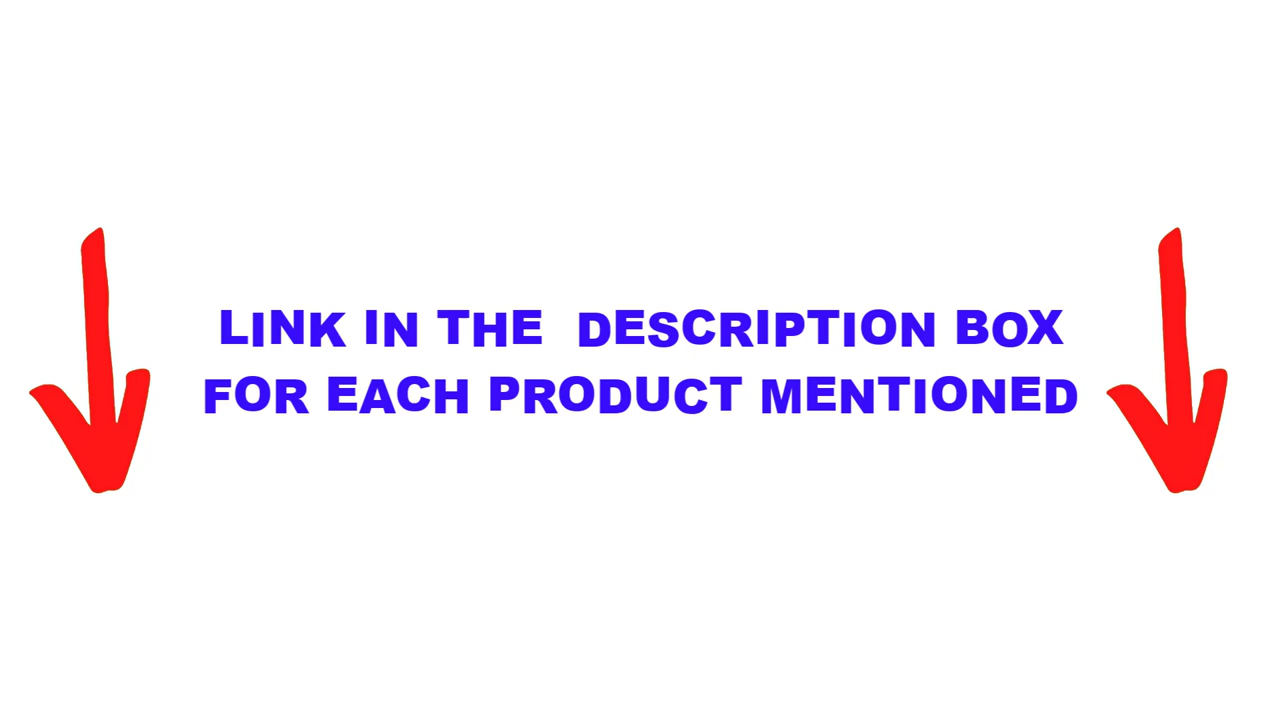 LINK IN THE  DESCRIPTION BOX
FOR EACH PRODUCT MENTIONED